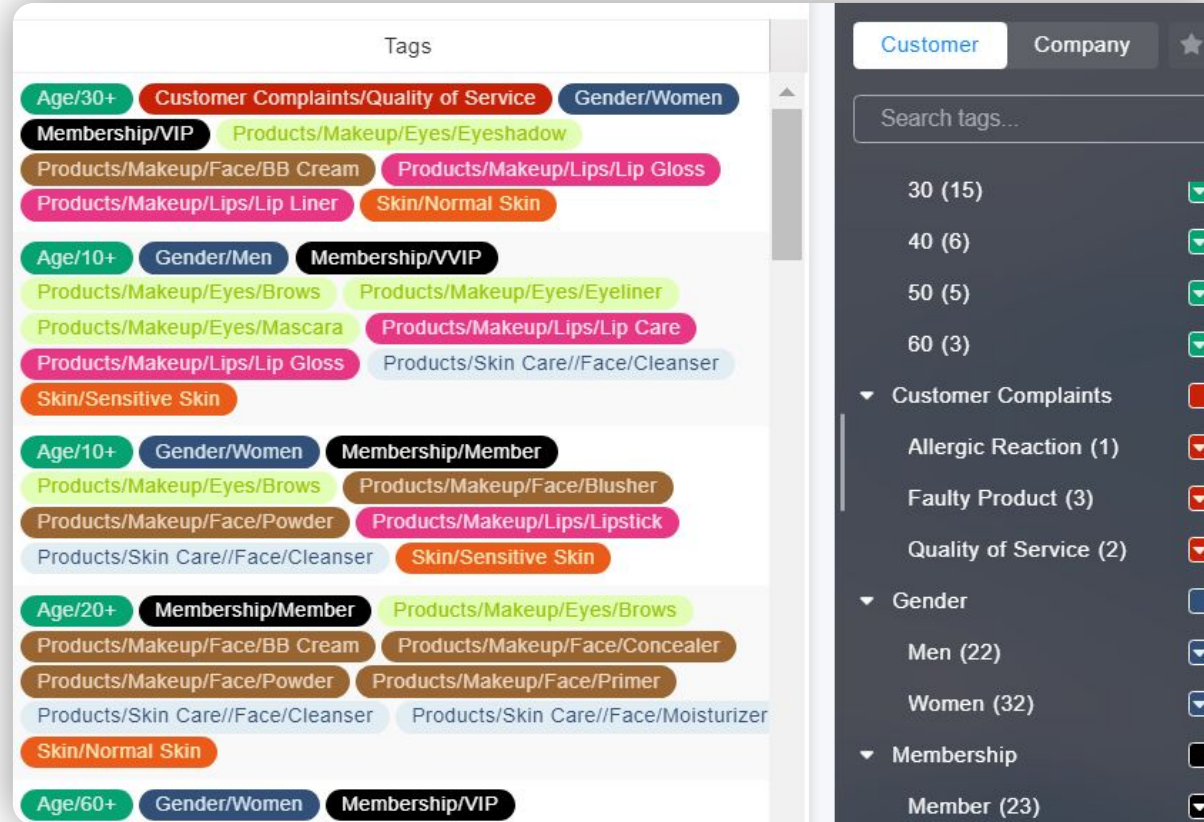 Tags
Age/30+ Customer Complaints/Quality of Service Gender/Women
Membership/VIP Products/Makeup/Eyes/Eyeshadow
Products/Makeup/Face/BB Cream Products/Makeup/Lips/Lip Gloss
Products/Makeup/Lips/Lip Liner Skin/Normal Skin
Age/10+ Gender/Men Membership/VVIP
Products/Makeup/Eyes/Brows Products/Makeup/Eyes/Eyeliner
Products/Makeup/Eyes/Mascara Products/Makeup/Lips/Lip Care
Products/Makeup/Lips/Lip Gloss Products/Skin Care//Face/Cleanser
Skin/Sensitive Skin
Age/10+ Gender/Women Membership/Member
Products/Makeup/Eyes/Brows Products/Makeup/Face/Blusher
Products/Makeup/Face/Powder Products/Makeup/Lips/Lipstick
Products/Skin Care//Face/Cleanser Skin/Sensitive Skin
Age/20+ Membership/Member Products/Makeup/Eyes/Brows
Products/Makeup/Face/BB Cream Products/Makeup/Face/Concealer
Products/Makeup/Face/Powder Products/Makeup/Face/Primer
Products/Skin Care//Face/Cleanser Products/Skin Care//Face/Moisturizer
Skin/Normal Skin
Age/60+ Gender/Women Membership/VIP
Customer Company
Search tags...
30 (15)
40 (6)
50 (5)
60 (3)
Customer Complaints
Allergic Reaction (1)
Faulty Product (3)
Quality of Service (2)
Gender
Men (22)
Women (32)
Membership
Member (23)